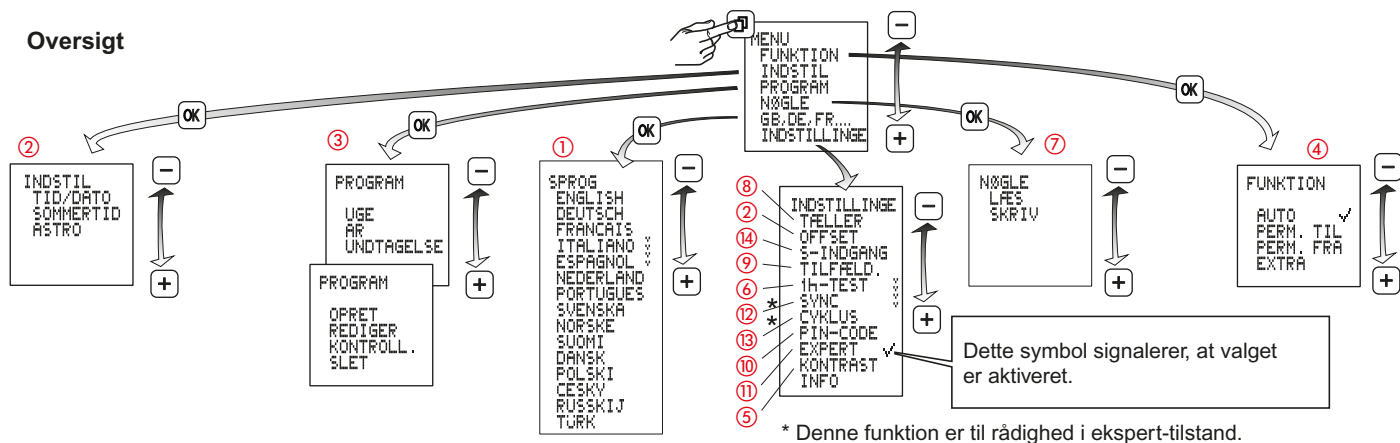 Oversigt
MENU
FUNKTION
INDSTIL
PROGRAM
NØGLE
GB,DE,FR....
INDSTILLINGE
−
+
OK
OK
OK
OK
OK
②
INDSTIL
TID/DATO
SOMMERTID
ASTRO
−
+
③
PROGRAM
UGE
ÅR
UNDTAGELSE
PROGRAM
OPRET
REDIGER
KONTROLL.
SLET
−
+
①
SPROG
ENGLISH
DEUTSCH
FRANCAIS
ITALIANO
ESPAGNOL
NEDERLAND
PORTUGUES
SVENSKA
NORSKE
SUOMI
DANSK
POLSKI
CESKY
RUSSKIJ
TÜRK
−
+
INDSTILLINGE
⑧ TÆLLER
② OFFSET
⑭ S-INDGANG
⑨ TILFÆLD.
⑥ 1h-TEST
⑫ * SYNC
⑬ * CYKLUS
⑩ PIN-CODE
⑪ EXPERT ✓
⑤ KONTRAST
INFO
−
+
⑦
NØGLE
LÆS
SKRIV
④
FUNKTION
AUTO ✓
PERM. TIL
PERM. FRA
EXTRA
−
+
Dette symbol signalerer, at valget
er aktiveret.
* Denne funktion er til rådighed i ekspert-tilstand.